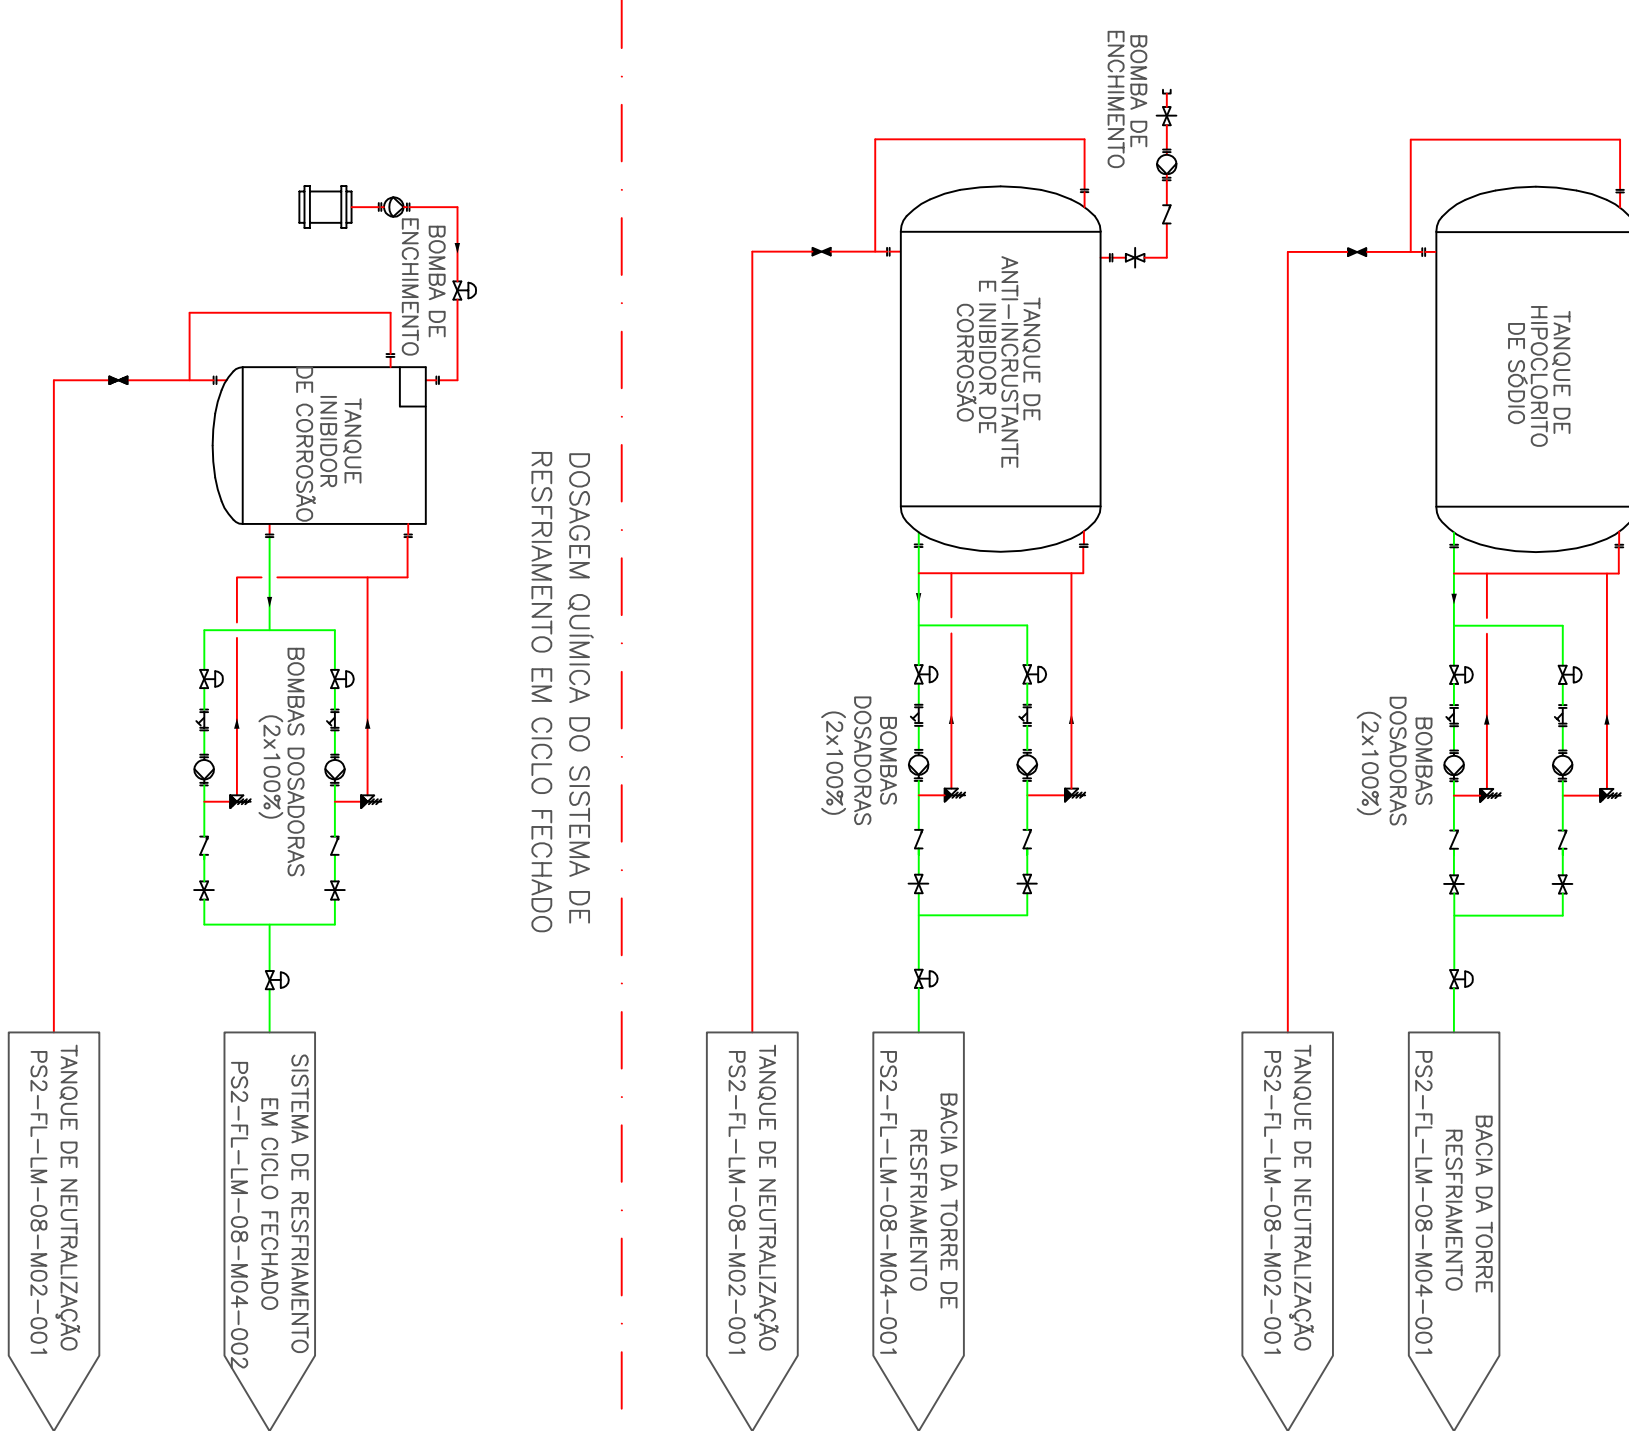 TANQUE DE
HIPOCLORITO
DE SÓDIO
BOMBAS
DOSADORAS
(2x100%)
BACIA DA TORRE
RESFRIAMENTO
PS2-FL-LM-08-M04-001
TANQUE DE NEUTRALIZAÇÃO
PS2-FL-LM-08-M02-001
BOMBA DE
ENCHIMENTO
TANQUE DE
ANTI-INCRUSTANTE
E INIBIDOR DE
CORROSÃO
BOMBAS
DOSADORAS
(2x100%)
BACIA DA TORRE DE
RESFRIAMENTO
PS2-FL-LM-08-M04-001
TANQUE DE NEUTRALIZAÇÃO
PS2-FL-LM-08-M02-001
DOSAGEM QUÍMICA DO SISTEMA DE
RESFRIAMENTO EM CICLO FECHADO
BOMBA DE
ENCHIMENTO
TANQUE
INIBIDOR
DE CORROSÃO
BOMBAS DOSADORAS
(2x100%)
SISTEMA DE RESFRIAMENTO
EM CICLO FECHADO
PS2-FL-LM-08-M04-002
TANQUE DE NEUTRALIZAÇÃO
PS2-FL-LM-08-M02-001